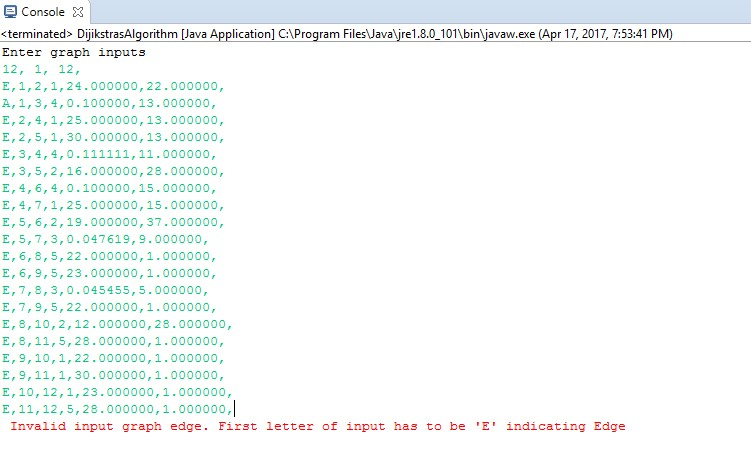 Console
<terminated> DijikstrasAlgorithm [Java Application] C:\Program Files\Java\jre1.8.0_101\bin\javaw.exe (Apr 17, 2017, 7:53:41 PM)
Enter graph inputs
12, 1, 12,
E,1,2,1,24.000000,22.000000,
A,1,3,4,0.100000,13.000000,
E,2,4,1,25.000000,13.000000,
E,2,5,1,30.000000,13.000000,
E,3,4,4,0.111111,11.000000,
E,3,5,2,16.000000,28.000000,
E,4,6,4,0.100000,15.000000,
E,4,7,1,25.000000,15.000000,
E,5,6,2,19.000000,37.000000,
E,5,7,3,0.047619,9.000000,
E,6,8,5,22.000000,1.000000,
E,6,9,5,23.000000,1.000000,
E,7,8,3,0.045455,5.000000,
E,7,9,5,22.000000,1.000000,
E,8,10,2,12.000000,28.000000,
E,8,11,5,28.000000,1.000000,
E,9,10,1,22.000000,1.000000,
E,9,11,1,30.000000,1.000000,
E,10,12,1,23.000000,1.000000,
E,11,12,5,28.000000,1.000000,
Invalid input graph edge. First letter of input has to be 'E' indicating Edge